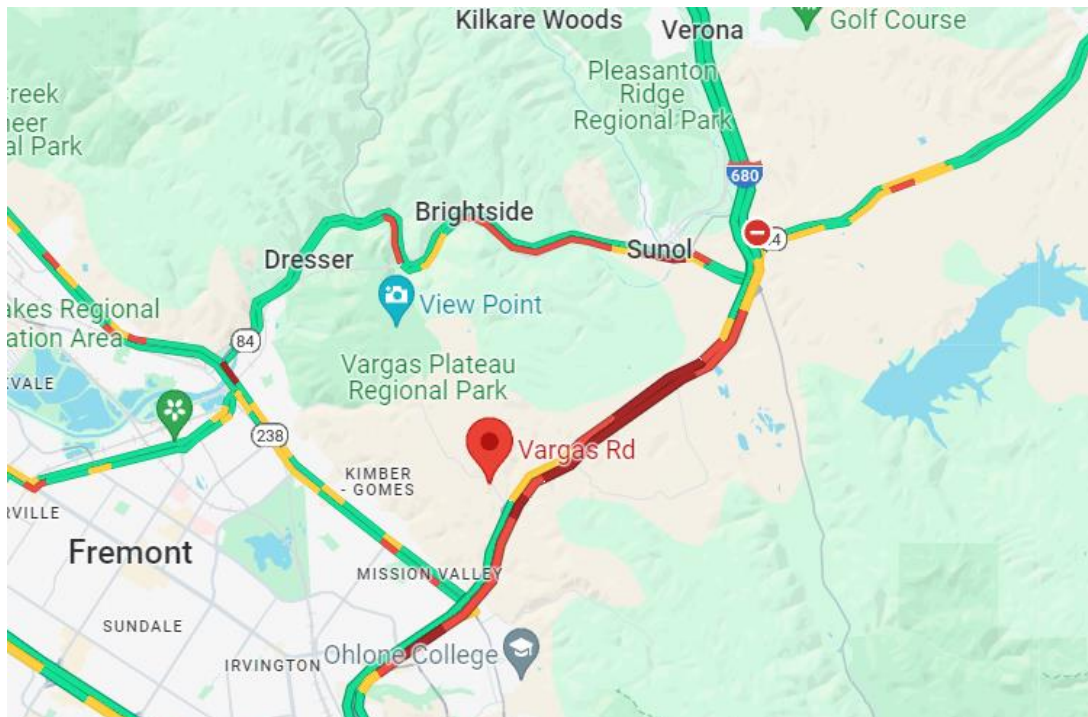 Kilkare Woods
Verona
Golf Course
Pleasanton
Ridge
Regional Park
Creek
neer
al Park
680
Brightside
Dresser
Sunol
View Point
akes Regional
ation Area
84
Vargas Plateau
Regional Park
KVALE
238
Vargas Rd
KIMBER
- GOMES
RVILLE
Fremont
MISSION VALLEY
SUNDALE
IRVINGTON
Ohlone College